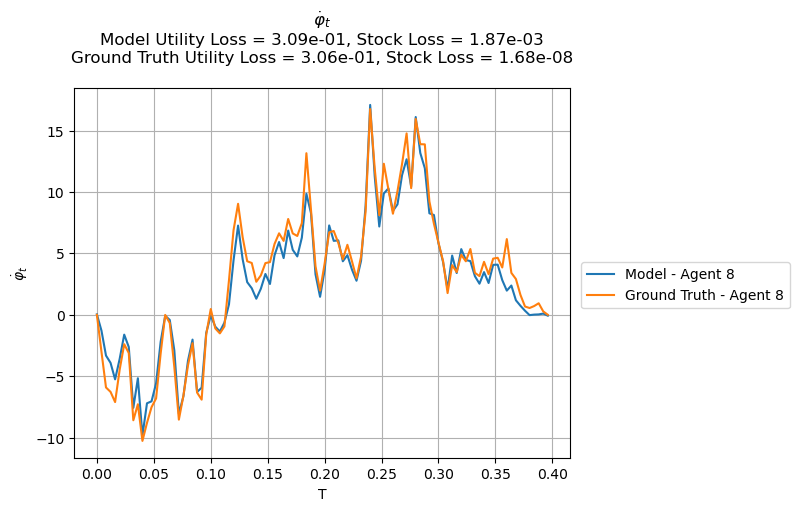 φ̇ₜ
Model Utility Loss = 3.09e-01, Stock Loss = 1.87e-03
Ground Truth Utility Loss = 3.06e-01, Stock Loss = 1.68e-08
15
10
5
0
−5
−10
φ̇ₜ
0.00 0.05 0.10 0.15 0.20 0.25 0.30 0.35 0.40
T
Model - Agent 8
Ground Truth - Agent 8